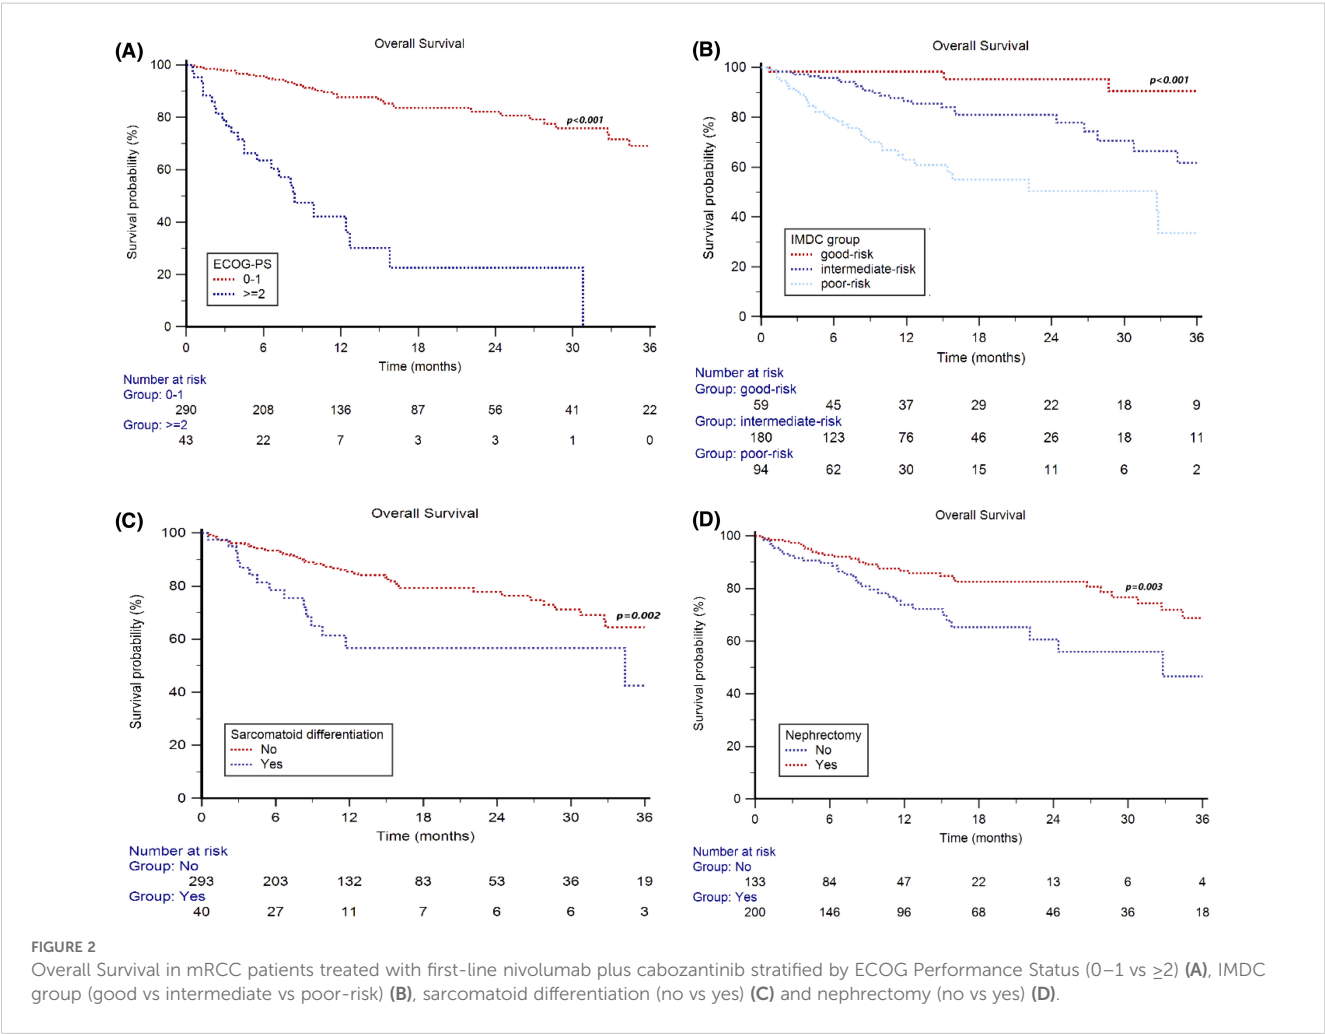 (A)
Overall Survival
100
80
60
40
20
0
Survival probability (%)
p<0.001
ECOG-PS
0-1
>=2
0 6 12 18 24 30 36
Time (months)
Number at risk
Group: 0-1
290 208 136 87 56 41 22
Group: >=2
43 22 7 3 3 1 0
(B)
Overall Survival
100
80
60
40
20
0
Survival probability (%)
p<0.001
IMDC group
good-risk
intermediate-risk
poor-risk
0 6 12 18 24 30 36
Time (months)
Number at risk
Group: good-risk
59 45 37 29 22 18 9
Group: intermediate-risk
180 123 76 46 26 18 11
Group: poor-risk
94 62 30 15 11 6 2
(C)
Overall Survival
100
80
60
40
20
0
Survival probability (%)
p=0.002
Sarcomatoid differentiation
No
Yes
0 6 12 18 24 30 36
Time (months)
Number at risk
Group: No
293 203 132 83 53 36 19
Group: Yes
40 27 11 7 6 6 3
(D)
Overall Survival
100
80
60
40
20
0
Survival probability (%)
p=0.003
Nephrectomy
No
Yes
0 6 12 18 24 30 36
Time (months)
Number at risk
Group: No
133 84 47 22 13 6 4
Group: Yes
200 146 96 68 46 36 18
FIGURE 2
Overall Survival in mRCC patients treated with first-line nivolumab plus cabozantinib stratified by ECOG Performance Status (0–1 vs ≥2) (A), IMDC
group (good vs intermediate vs poor-risk) (B), sarcomatoid differentiation (no vs yes) (C) and nephrectomy (no vs yes) (D).